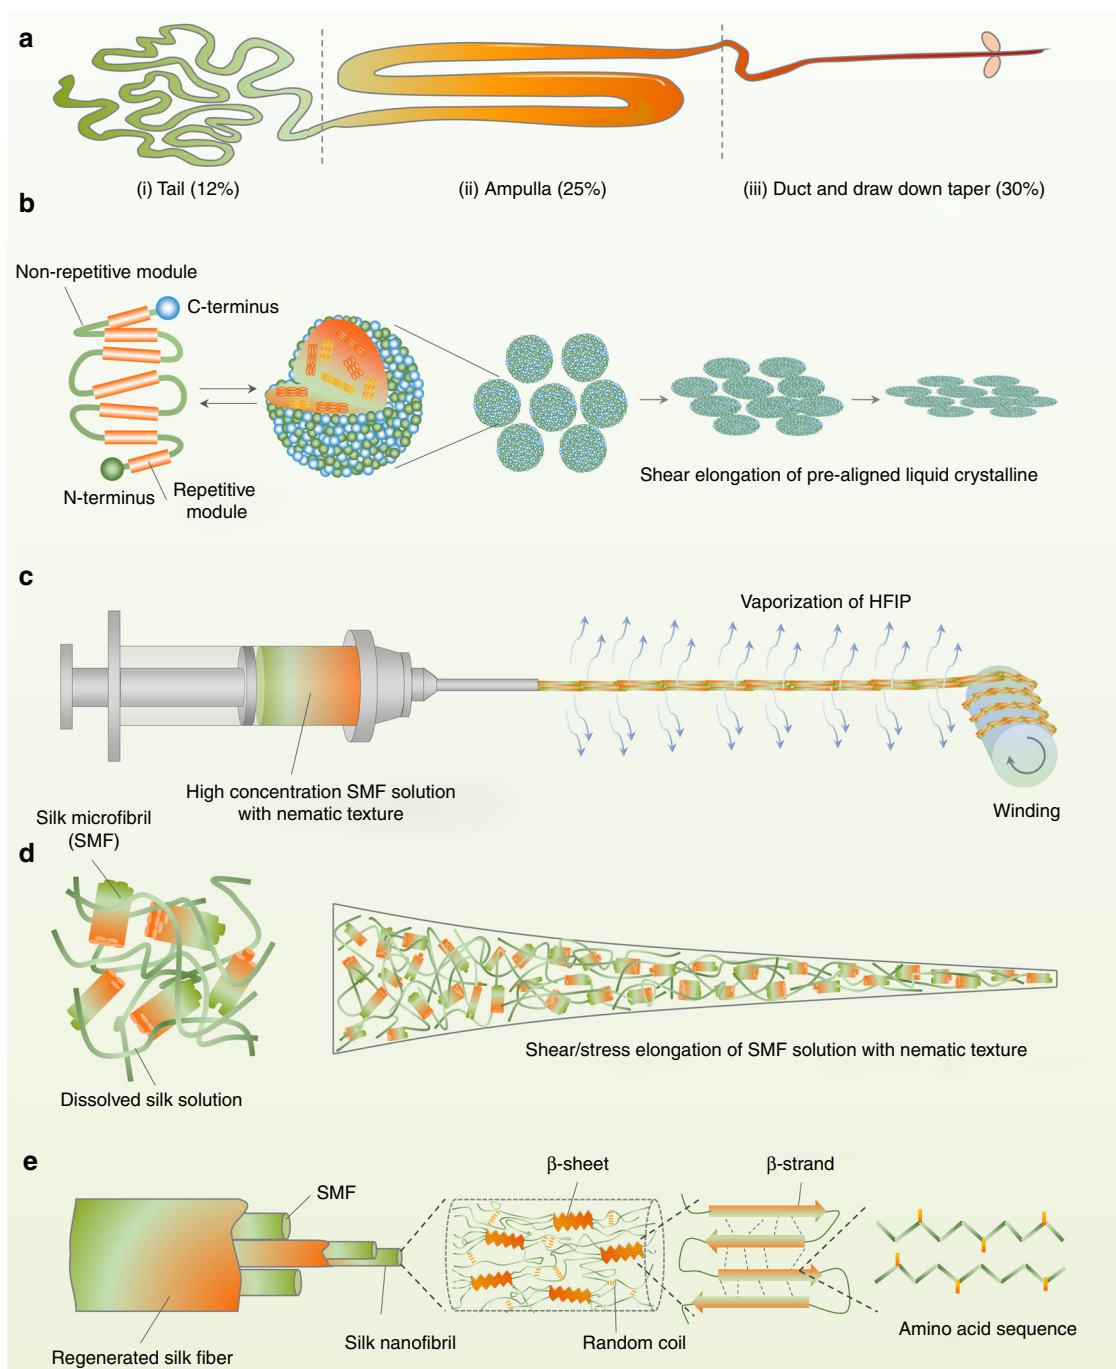 a
(i) Tail (12%)
(ii) Ampulla (25%)
(iii) Duct and draw down taper (30%)
b
Non-repetitive module
C-terminus
N-terminus
Repetitive
module
Shear elongation of pre-aligned liquid crystalline
c
Vaporization of HFIP
High concentration SMF solution
with nematic texture
Winding
d
Silk microfibril
(SMF)
Dissolved silk solution
Shear/stress elongation of SMF solution with nematic texture
e
SMF
β-sheet
β-strand
Regenerated silk fiber
Silk nanofibril
Random coil
Amino acid sequence